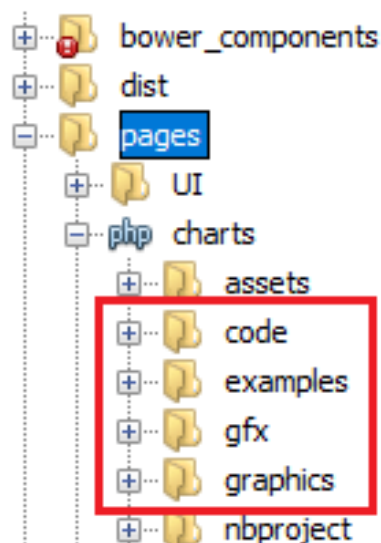 bower_components
dist
pages
UI
php charts
assets
code
examples
gfx
graphics
nbproject